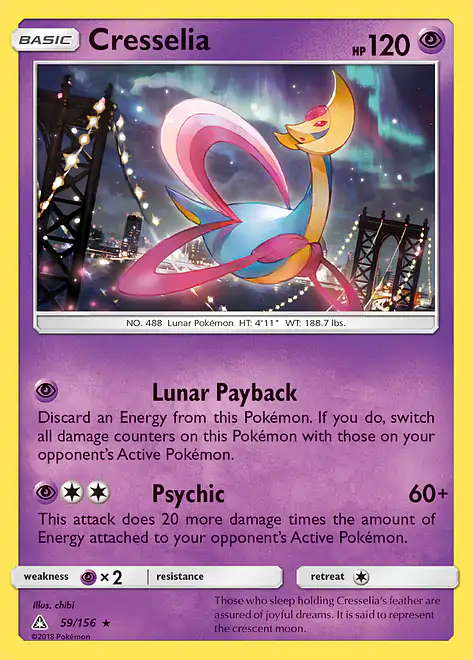 BASIC Cresselia HP 120
NO. 488 Lunar Pokémon HT: 4'11" WT: 188.7 lbs.
Lunar Payback
Discard an Energy from this Pokémon. If you do, switch
all damage counters on this Pokémon with those on your
opponent's Active Pokémon.
Psychic 60+
This attack does 20 more damage times the amount of
Energy attached to your opponent's Active Pokémon.
weakness ×2 resistance retreat
Illus. chibi
59/156 ★
©2018 Pokémon
Those who sleep holding Cresselia's feather are
assured of joyful dreams. It is said to represent
the crescent moon.